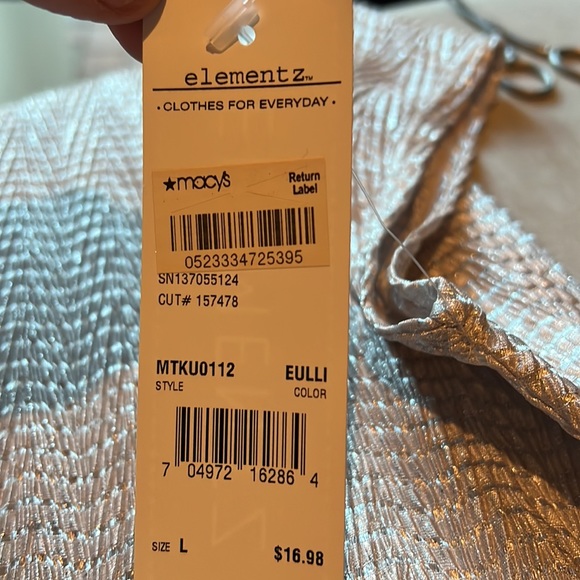 elementz™
• CLOTHES FOR EVERYDAY •
★macy's Return Label
0523334725395
SN137055124
CUT# 157478
MTKU0112 EULLI
STYLE COLOR
7 04972 16286 4
SIZE L $16.98